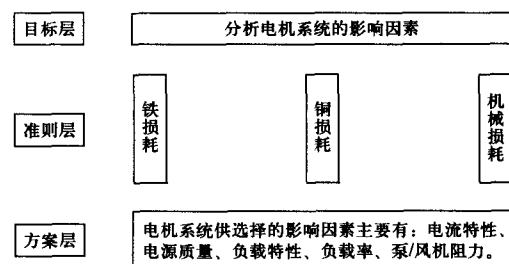 目标层
分析电机系统的影响因素
准则层
铁损耗
铜损耗
机械损耗
方案层
电机系统供选择的影响因素主要有：电流特性、
电源质量、负载特性、负载率、泵/风机阻力。